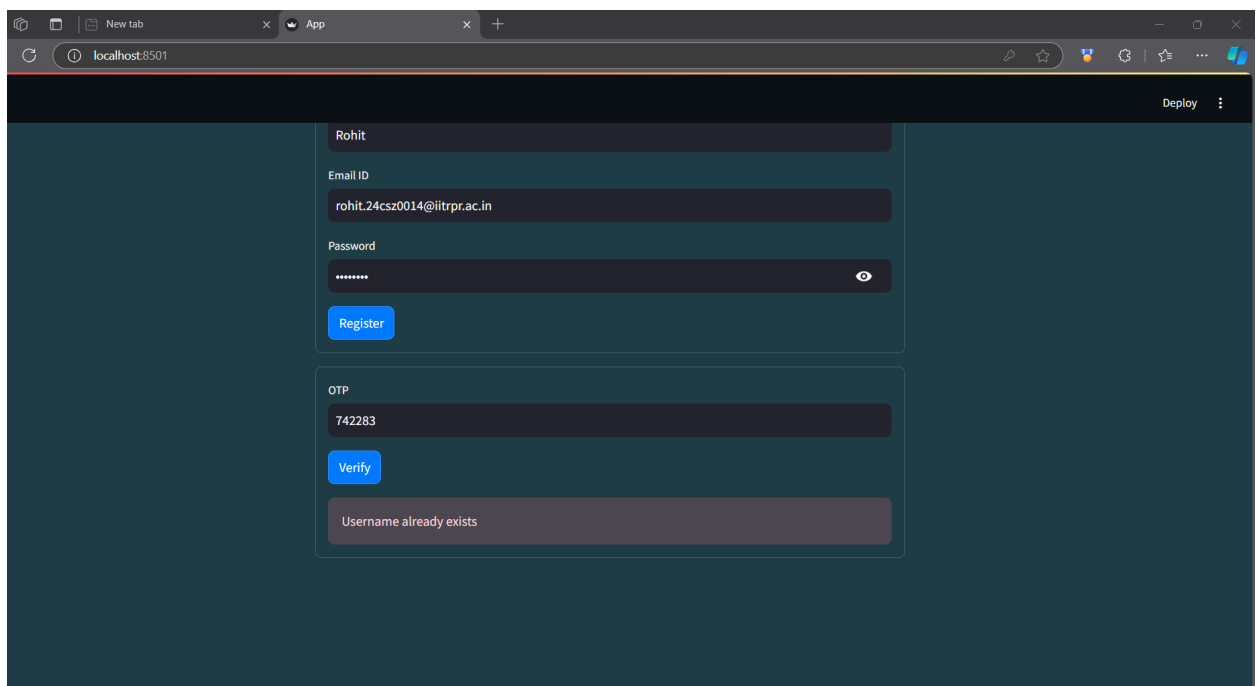 New tab
App
localhost:8501
Deploy
Rohit
Email ID
rohit.24csz0014@iitrpr.ac.in
Password
••••••••
Register
OTP
742283
Verify
Username already exists